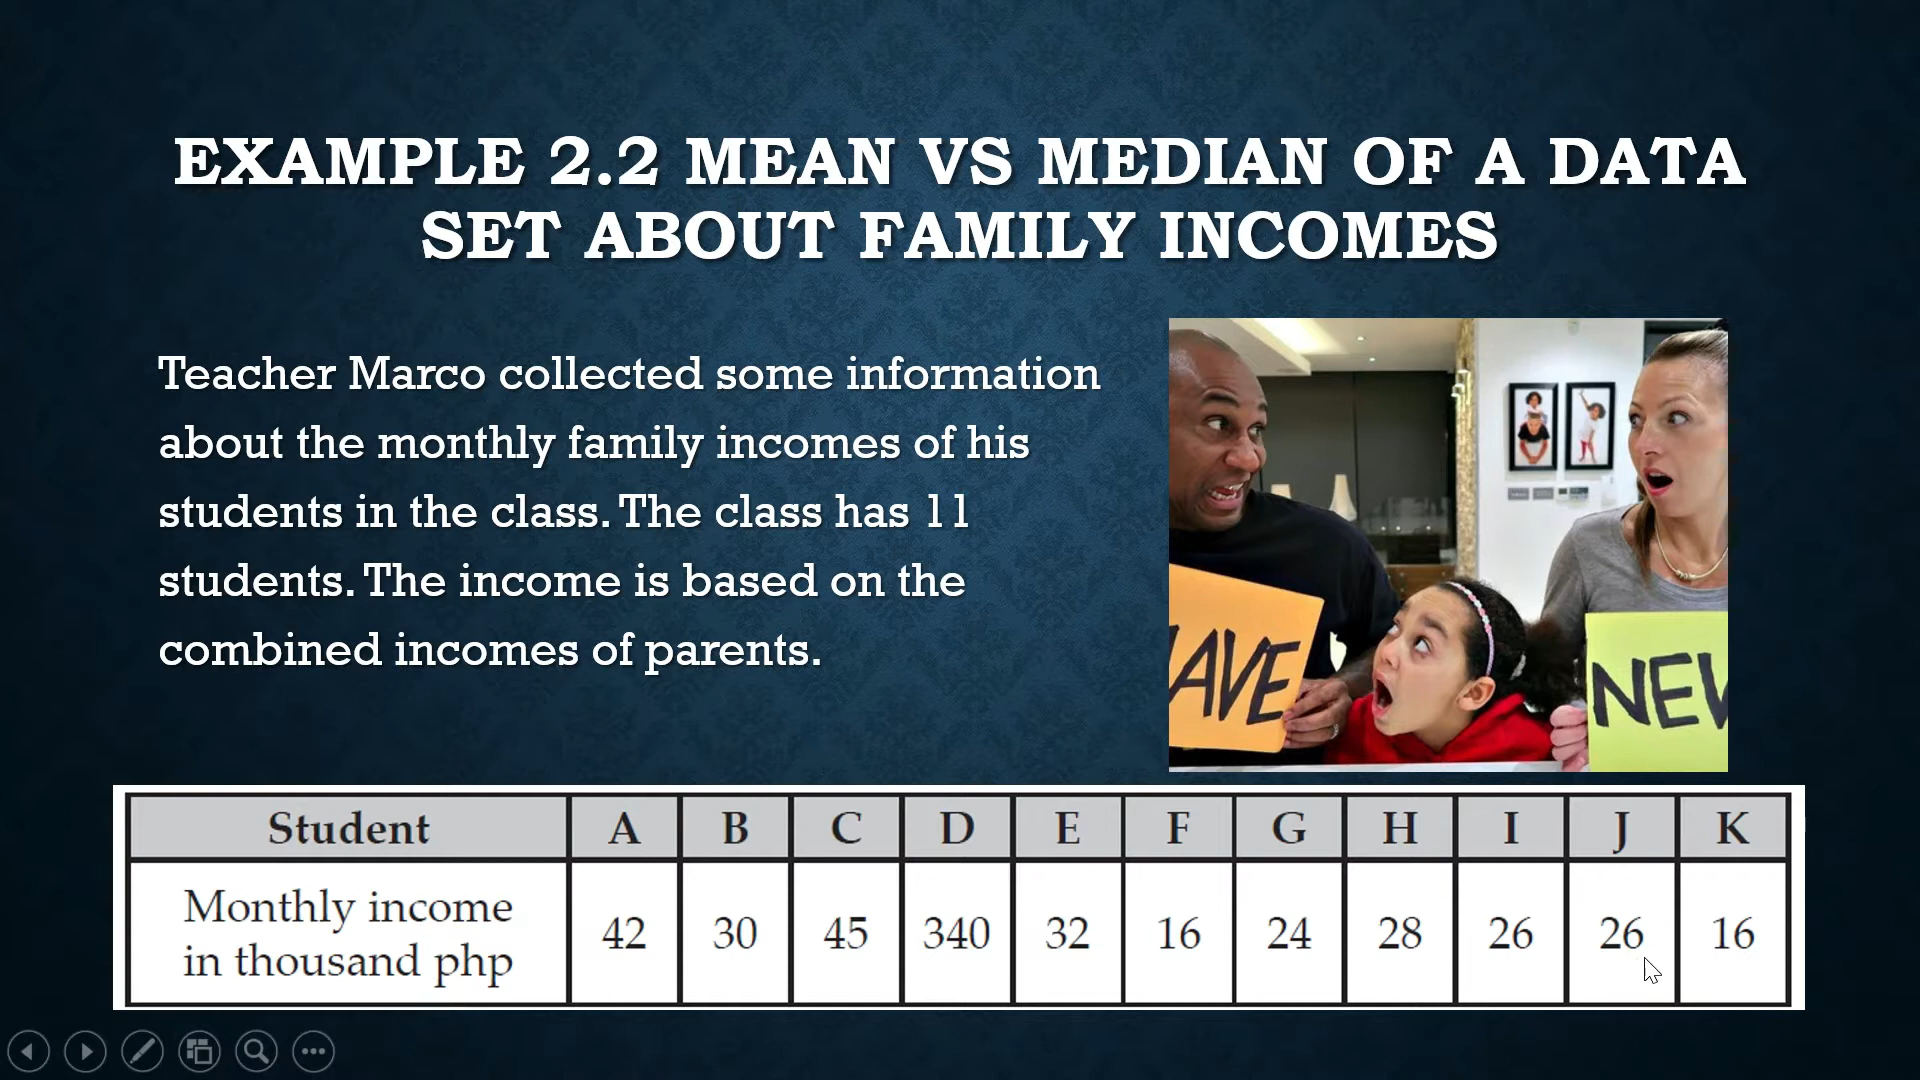 EXAMPLE 2.2 MEAN VS MEDIAN OF A DATA
SET ABOUT FAMILY INCOMES
Teacher Marco collected some information
about the monthly family incomes of his
students in the class. The class has 11
students. The income is based on the
combined incomes of parents.
AVE
NEW
Student A B C D E F G H I J K
Monthly income
in thousand php 42 30 45 340 32 16 24 28 26 26 16